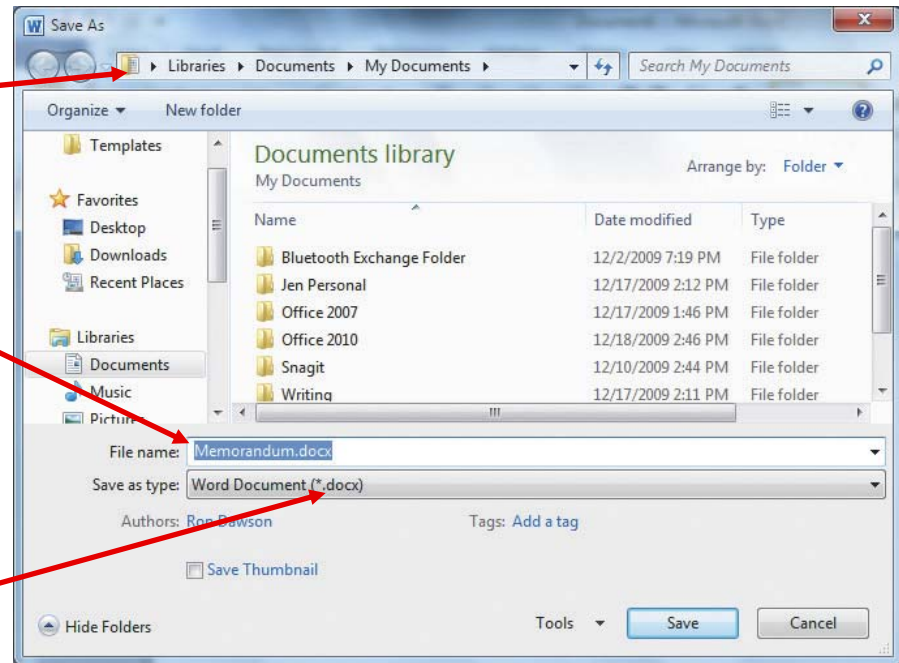 Save As
Libraries ▸ Documents ▸ My Documents ▸
Search My Documents
Organize New folder
Templates
Favorites
Desktop
Downloads
Recent Places
Libraries
Documents
Music
Pictures
Documents library
My Documents
Arrange by: Folder
Name Date modified Type
Bluetooth Exchange Folder 12/2/2009 7:19 PM File folder
Jen Personal 12/17/2009 2:12 PM File folder
Office 2007 12/17/2009 1:46 PM File folder
Office 2010 12/18/2009 2:46 PM File folder
Snagit 12/10/2009 2:44 PM File folder
Writing 12/17/2009 2:11 PM File folder
File name: Memorandum.docx
Save as type: Word Document (*.docx)
Authors: Ron Dawson Tags: Add a tag
Save Thumbnail
Hide Folders Tools Save Cancel